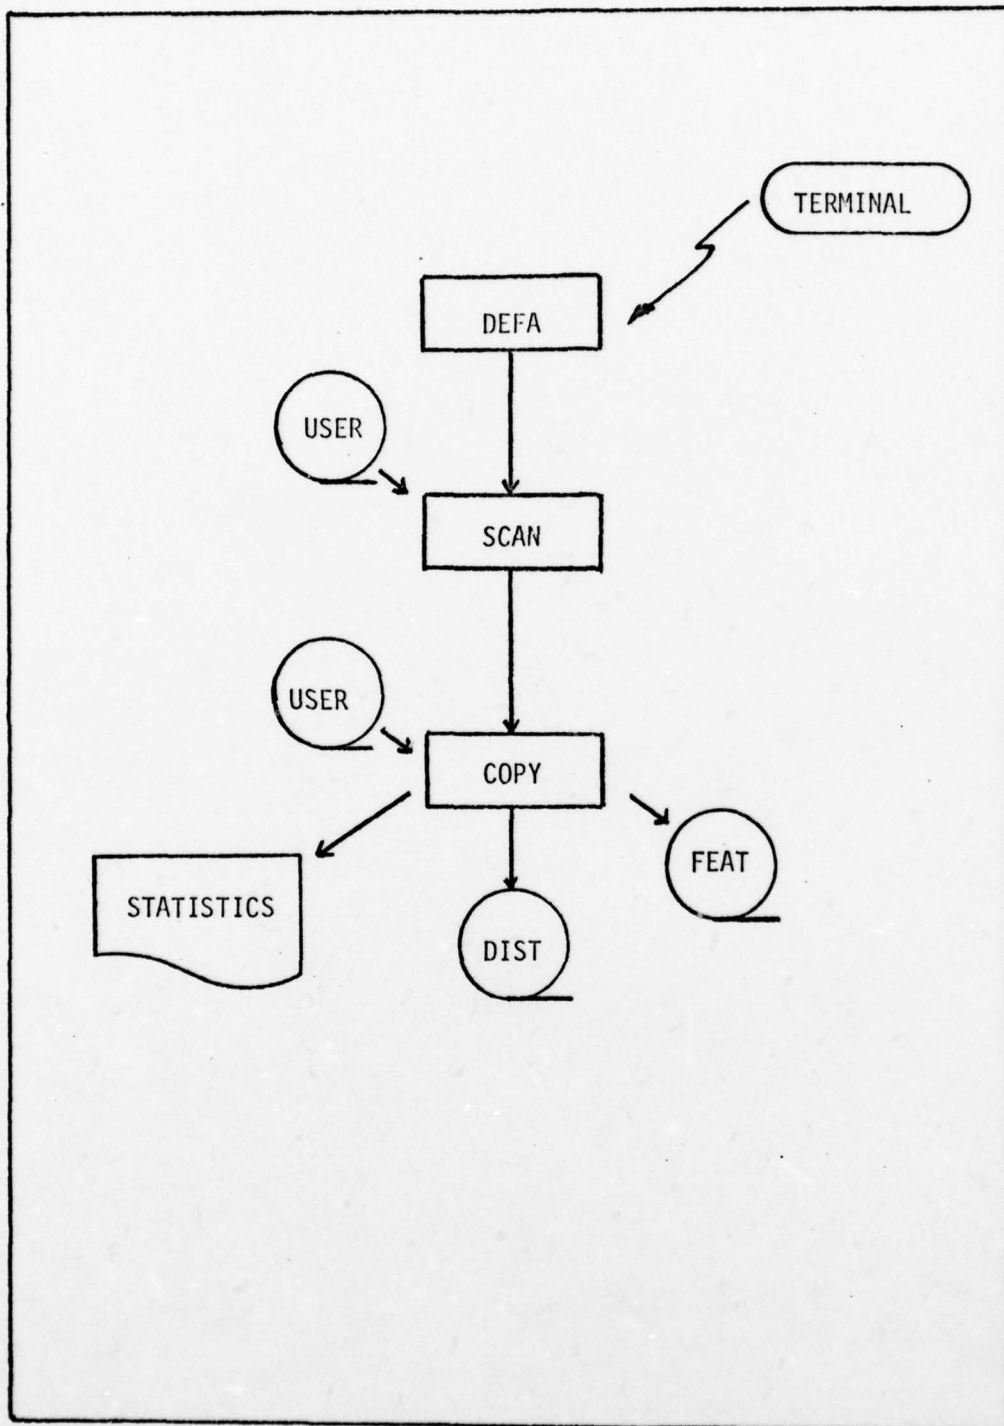 TERMINAL
DEFA
USER
SCAN
USER
COPY
FEAT
STATISTICS
DIST